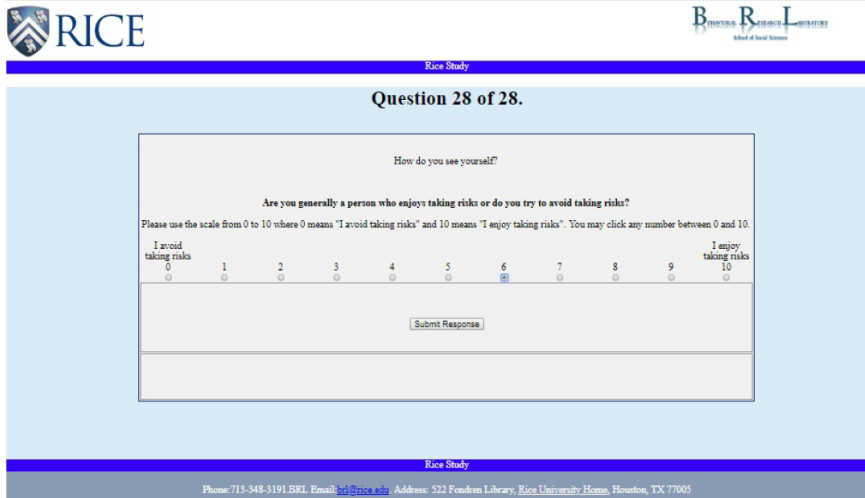 RICE
BEHAVIORAL RESEARCH LABORATORY
School of Social Sciences
Rice Study
Question 28 of 28.
How do you see yourself?
Are you generally a person who enjoys taking risks or do you try to avoid taking risks?
Please use the scale from 0 to 10 where 0 means "I avoid taking risks" and 10 means "I enjoy taking risks". You may click any number between 0 and 10.
I avoid I enjoy
taking risks taking risks
0 1 2 3 4 5 6 7 8 9 10
Submit Response
Rice Study
Phone:713-348-3191.BRL Email:brl@rice.edu Address: 522 Fondren Library, Rice University Home, Houston, TX 77005